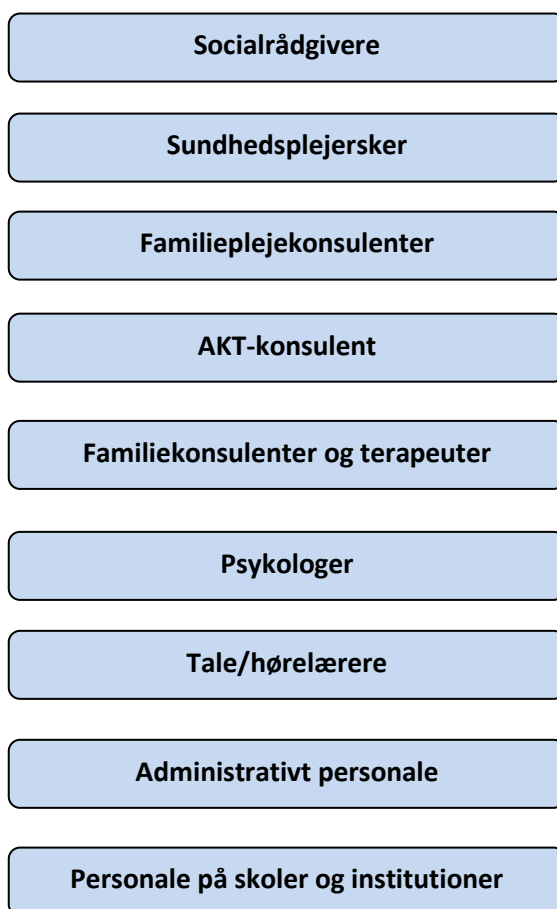 Socialrådgivere
Sundhedsplejersker
Familieplejekonsulenter
AKT-konsulent
Familiekonsulenter og terapeuter
Psykologer
Tale/hørelærere
Administrativt personale
Personale på skoler og institutioner